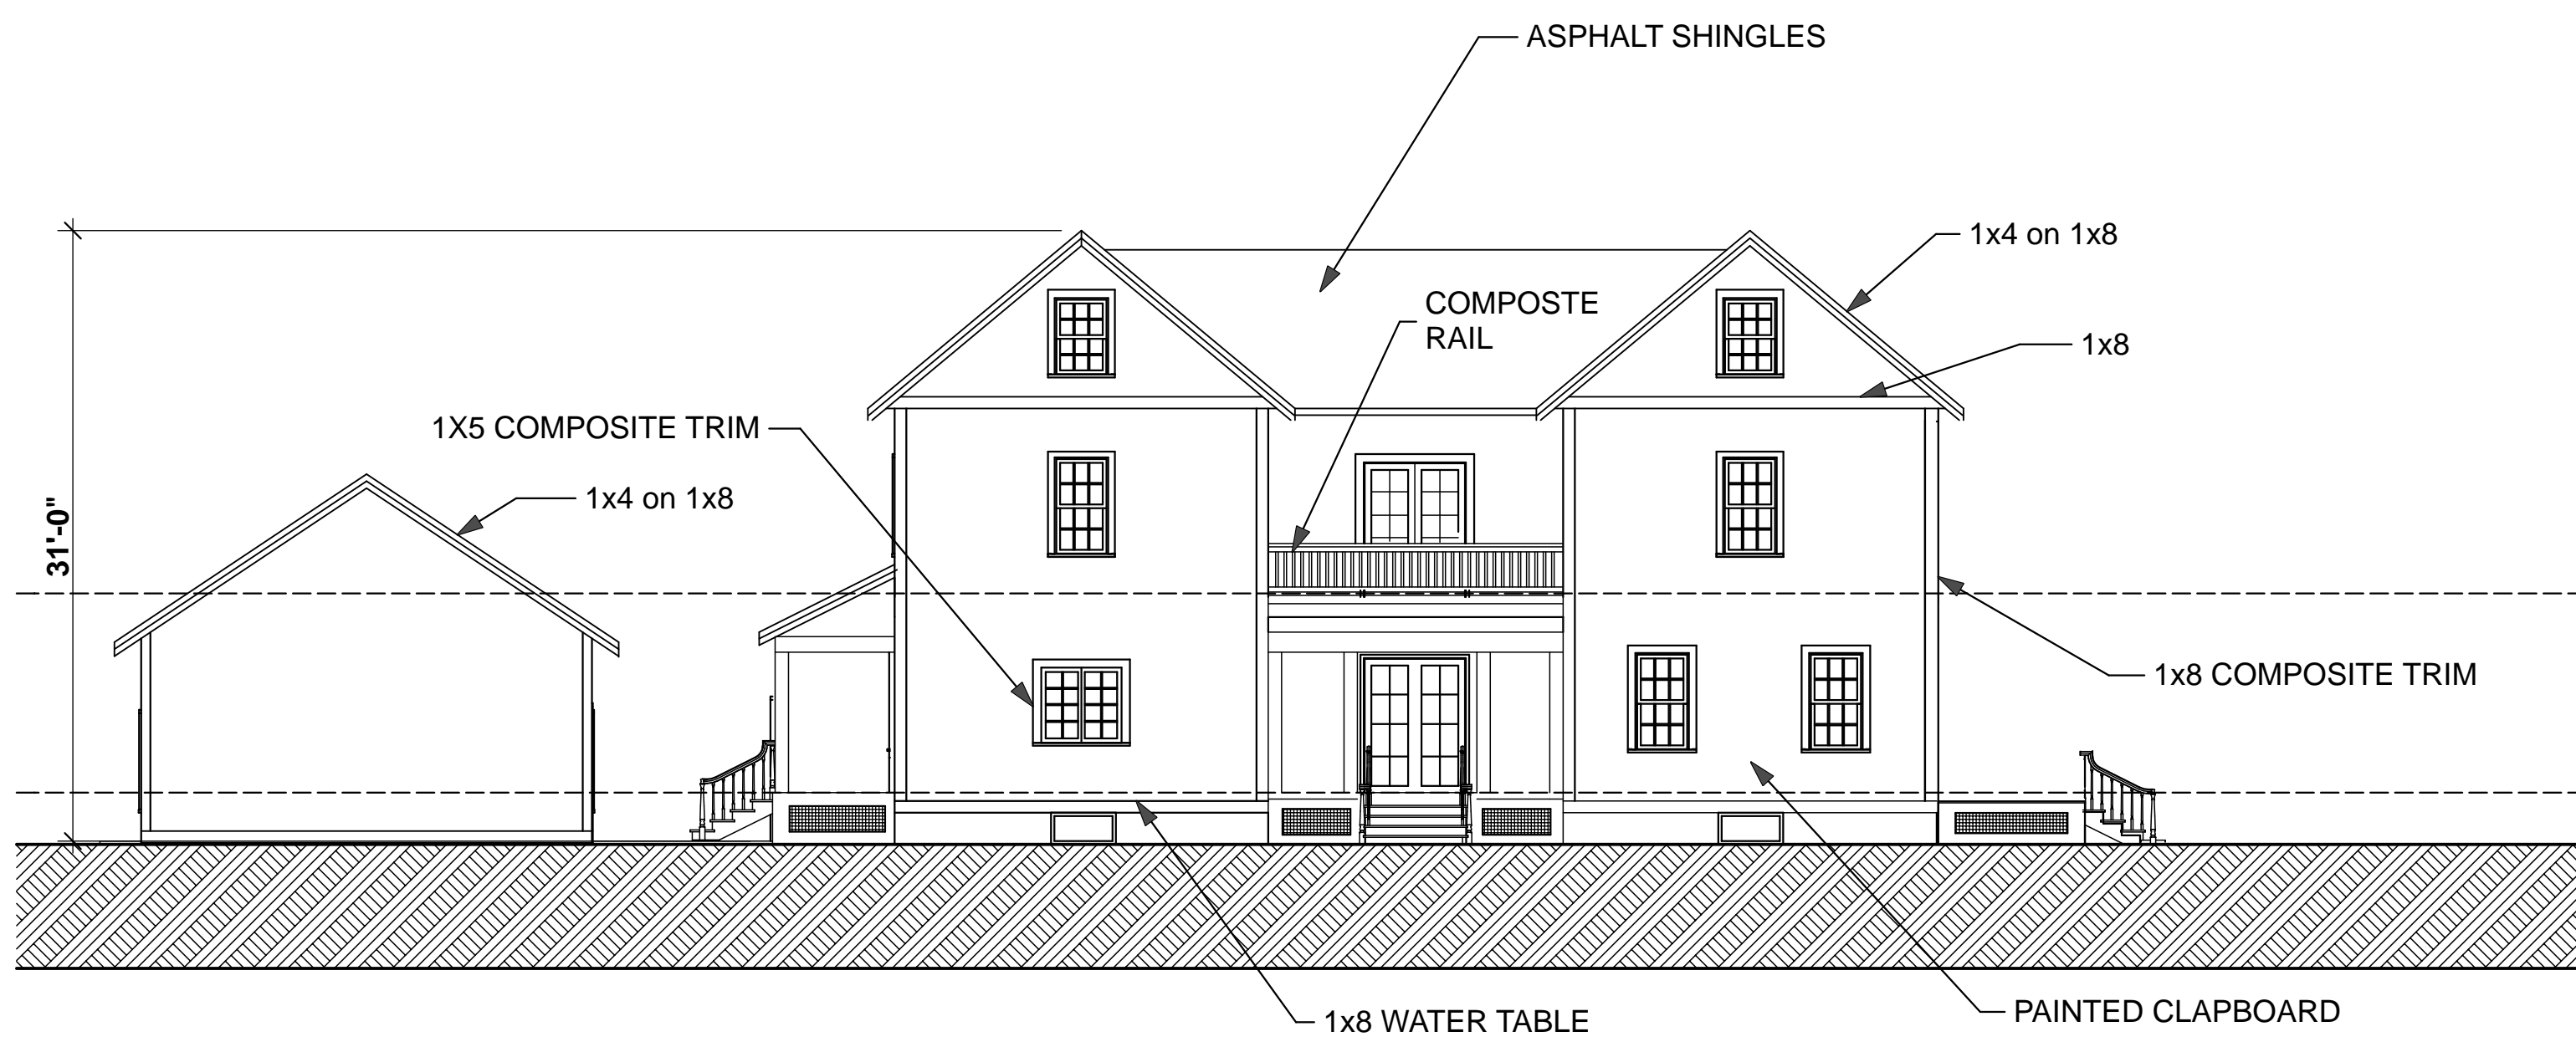 ASPHALT SHINGLES
1x4 on 1x8
COMPOSTE
RAIL
1x8
1X5 COMPOSITE TRIM
1x4 on 1x8
31'-0"
1x8 COMPOSITE TRIM
PAINTED CLAPBOARD
1x8 WATER TABLE